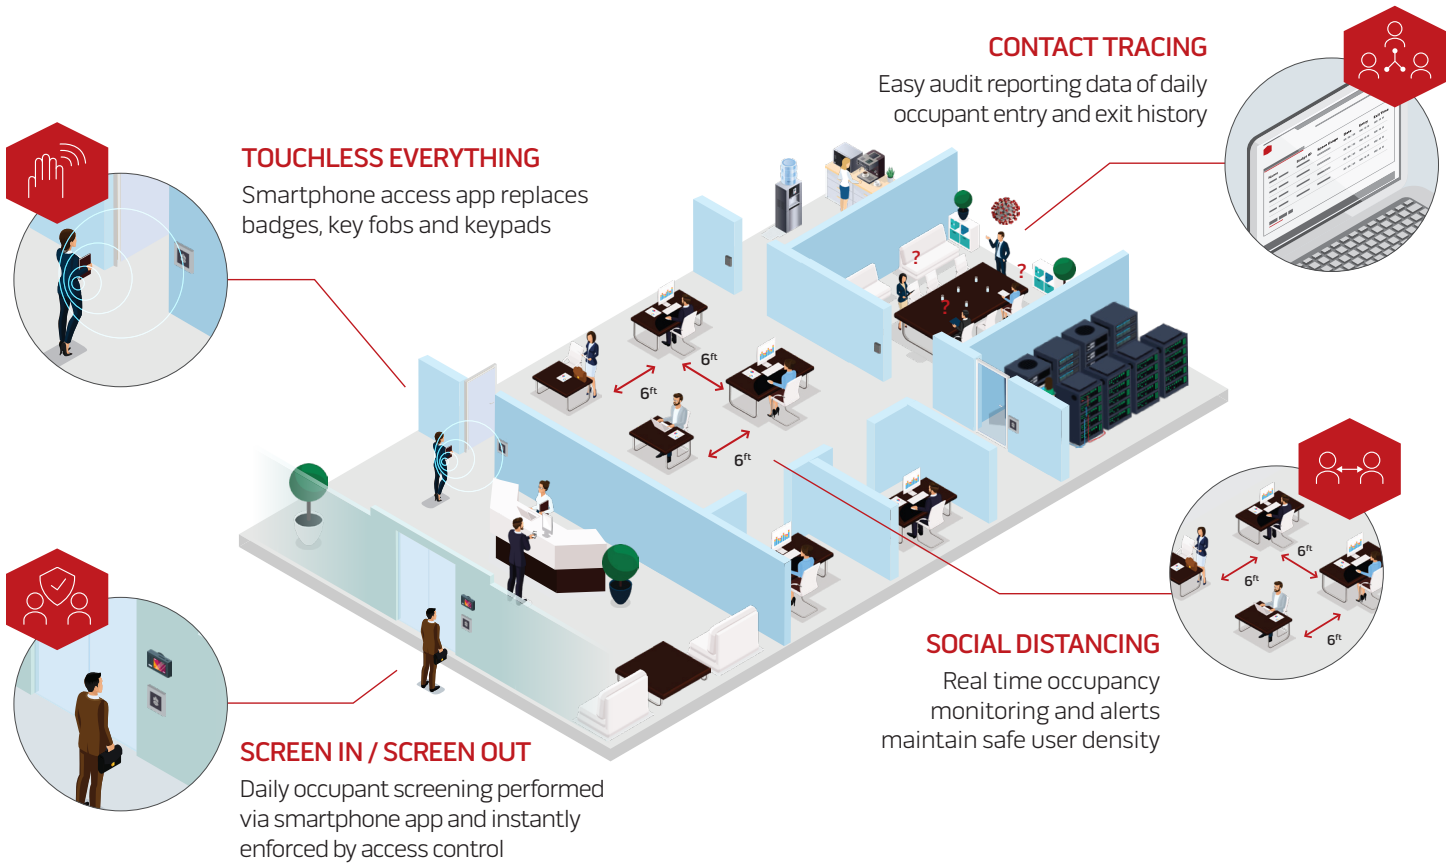 CONTACT TRACING
Easy audit reporting data of daily
occupant entry and exit history
TOUCHLESS EVERYTHING
Smartphone access app replaces
badges, key fobs and keypads
?
?
?
6ft
6ft
6ft
6ft
6ft
6ft
SOCIAL DISTANCING
Real time occupancy
monitoring and alerts
maintain safe user density
SCREEN IN / SCREEN OUT
Daily occupant screening performed
via smartphone app and instantly
enforced by access control